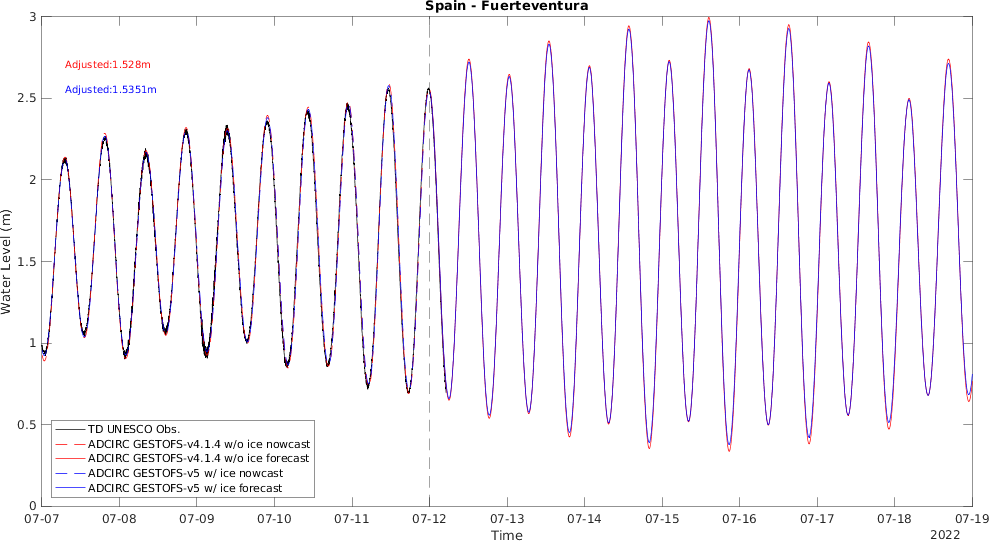 Spain - Fuerteventura
Adjusted:1.528m
Adjusted:1.5351m
Water Level (m)
3
2.5
2
1.5
1
0.5
0
TD UNESCO Obs.
ADCIRC GESTOFS-v4.1.4 w/o ice nowcast
ADCIRC GESTOFS-v4.1.4 w/o ice forecast
ADCIRC GESTOFS-v5 w/ ice nowcast
ADCIRC GESTOFS-v5 w/ ice forecast
07-07 07-08 07-09 07-10 07-11 07-12 07-13 07-14 07-15 07-16 07-17 07-18 07-19
Time
2022